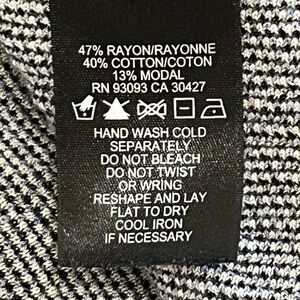 47% RAYON/RAYONNE
40% COTTON/COTON
13% MODAL
RN 93093 CA 30427
HAND WASH COLD
SEPARATELY
DO NOT BLEACH
DO NOT TWIST
OR WRING
RESHAPE AND LAY
FLAT TO DRY
COOL IRON
IF NECESSARY